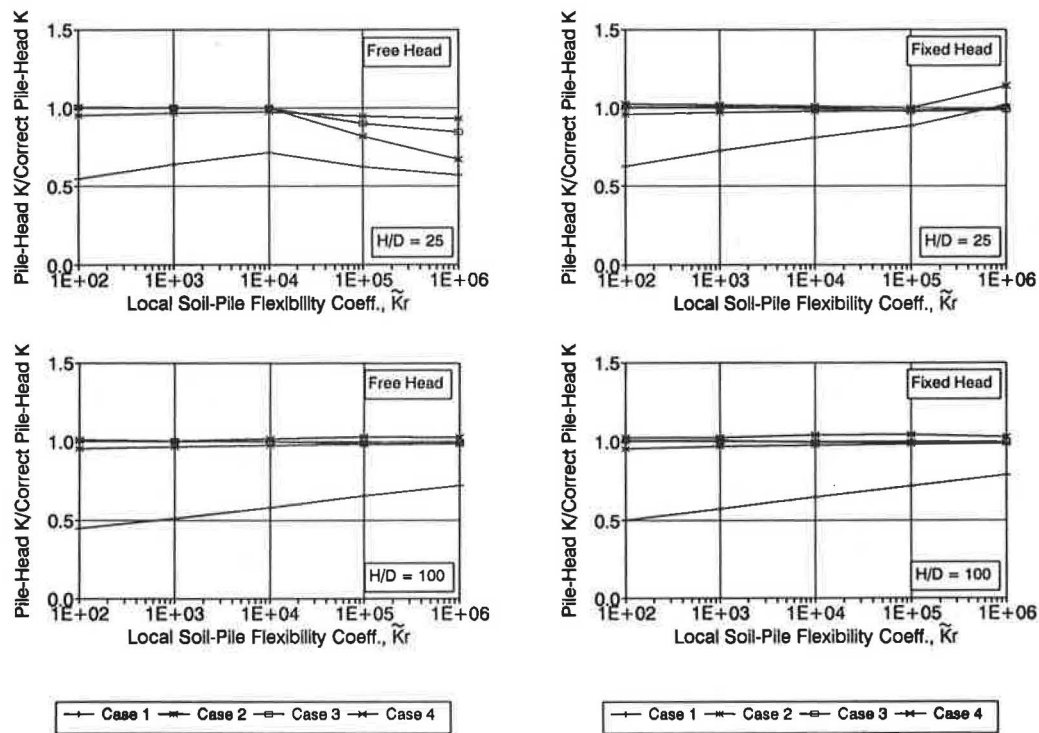 Pile-Head K/Correct Pile-Head K
1.5
1.0
0.5
0.0
Free Head
H/D = 25
1E+02 1E+03 1E+04 1E+05 1E+06
Local Soil-Pile Flexibility Coeff., K̃r
Pile-Head K/Correct Pile-Head K
1.5
1.0
0.5
0.0
Fixed Head
H/D = 25
1E+02 1E+03 1E+04 1E+05 1E+06
Local Soil-Pile Flexibility Coeff., K̃r
Pile-Head K/Correct Pile-Head K
1.5
1.0
0.5
0.0
Free Head
H/D = 100
1E+02 1E+03 1E+04 1E+05 1E+06
Local Soil-Pile Flexibility Coeff., K̃r
Pile-Head K/Correct Pile-Head K
1.5
1.0
0.5
0.0
Fixed Head
H/D = 100
1E+02 1E+03 1E+04 1E+05 1E+06
Local Soil-Pile Flexibility Coeff., K̃r
Case 1 Case 2 Case 3 Case 4
Case 1 Case 2 Case 3 Case 4